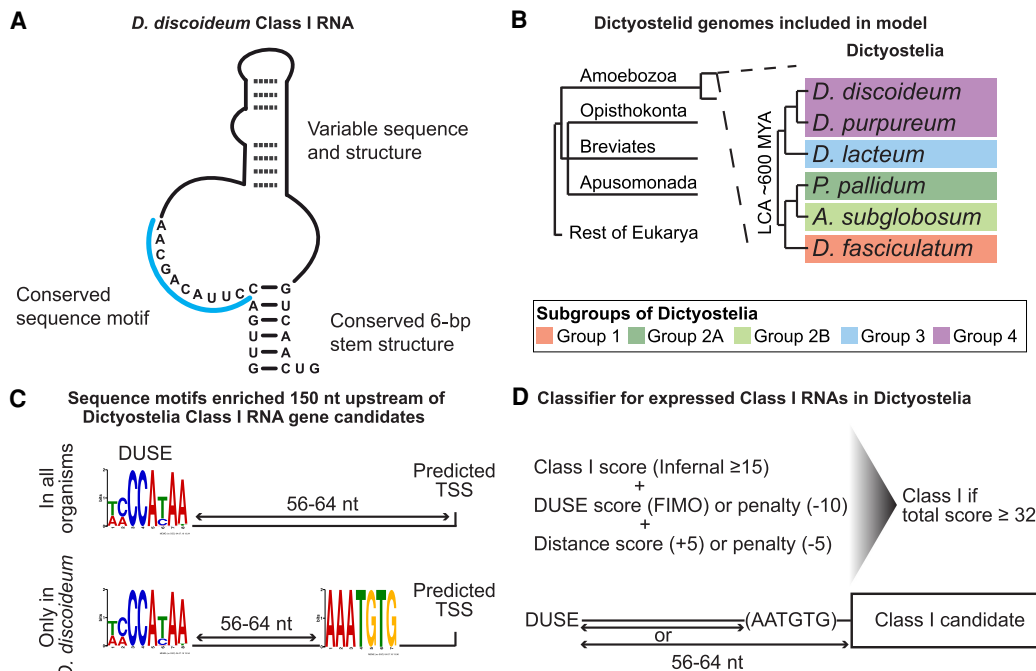 A
D. discoideum Class I RNA
Variable sequence
and structure
A
A
C
G
A
C
A
U
U
C
C
A
G
U
U
G
G
U
C
A
A
C U G
Conserved
sequence motif
Conserved 6-bp
stem structure
B
Dictyostelid genomes included in model
Dictyostelia
Amoebozoa
Opisthokonta
Breviates
Apusomonada
Rest of Eukarya
LCA ~600 MYA
D. discoideum
D. purpureum
D. lacteum
P. pallidum
A. subglobosum
D. fasciculatum
Subgroups of Dictyostelia
Group 1
Group 2A
Group 2B
Group 3
Group 4
C
Sequence motifs enriched 150 nt upstream of
Dictyostelia Class I RNA gene candidates
In all
organisms
DUSE
56-64 nt
Predicted
TSS
Only in
D. discoideum
56-64 nt
AAATGTG
Predicted
TSS
D
Classifier for expressed Class I RNAs in Dictyostelia
Class I score (Infernal ≥15)
+
DUSE score (FIMO) or penalty (-10)
+
Distance score (+5) or penalty (-5)
Class I if
total score ≥ 32
DUSE
(AATGTG)
Class I candidate
or
56-64 nt